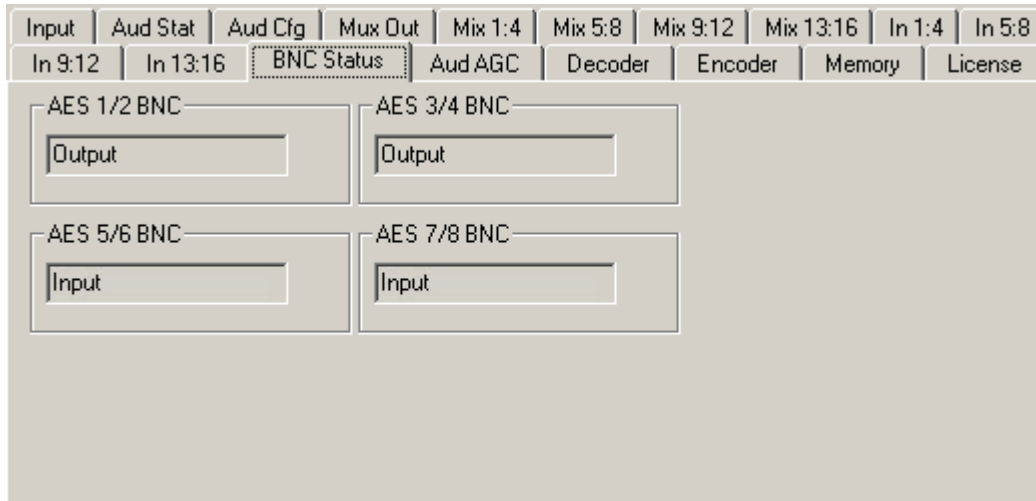 Input Aud Stat Aud Cfg Mux Out Mix 1:4 Mix 5:8 Mix 9:12 Mix 13:16 In 1:4 In 5:8
In 9:12 In 13:16 BNC Status Aud AGC Decoder Encoder Memory License
AES 1/2 BNC AES 3/4 BNC
Output Output
AES 5/6 BNC AES 7/8 BNC
Input Input